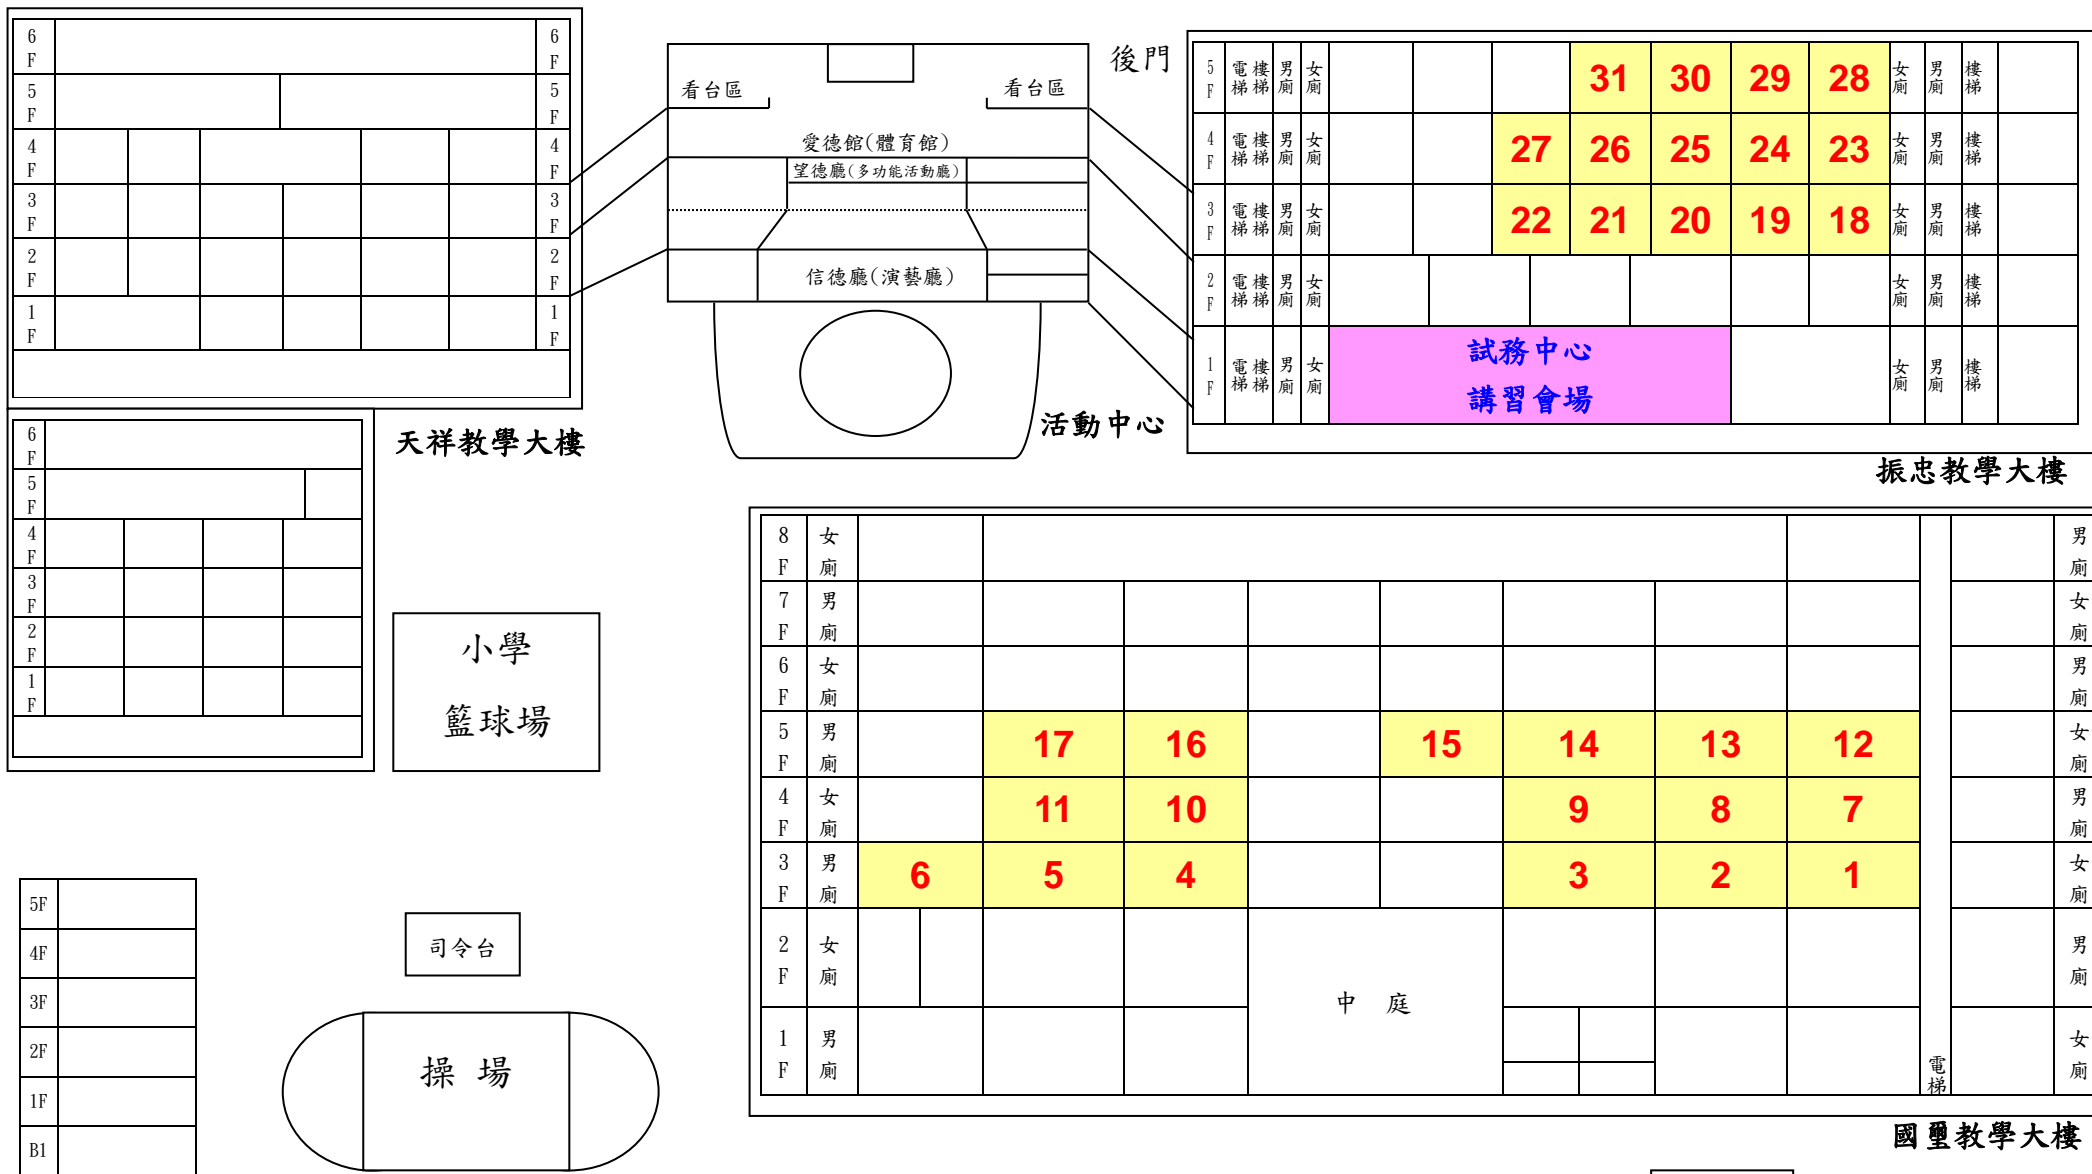 6F 6F
5F 5F
4F 4F
3F 3F
2F 2F
1F 1F
天祥教學大樓
6F
5F
4F
3F
2F
1F
看台區 看台區
愛德館(體育館)
望德廳(多功能活動廳)
信德廳(演藝廳)
活動中心
後門
5F 電梯 樓梯 男廁 女廁 31 30 29 28 女廁 男廁 樓梯
4F 電梯 樓梯 男廁 女廁 27 26 25 24 23 女廁 男廁 樓梯
3F 電梯 樓梯 男廁 女廁 22 21 20 19 18 女廁 男廁 樓梯
2F 電梯 樓梯 男廁 女廁 女廁 男廁 樓梯
1F 電梯 樓梯 男廁 女廁 試務中心 女廁 男廁 樓梯
講習會場
振忠教學大樓
小學
籃球場
8F 女廁 男廁
7F 男廁 女廁
6F 女廁 男廁
5F 男廁 17 16 15 14 13 12 女廁
4F 女廁 11 10 9 8 7 男廁
3F 男廁 6 5 4 3 2 1 女廁
2F 女廁 男廁
中 庭
1F 男廁 電梯 女廁
國璽教學大樓
5F
4F
3F
2F
1F
B1
司令台
操 場